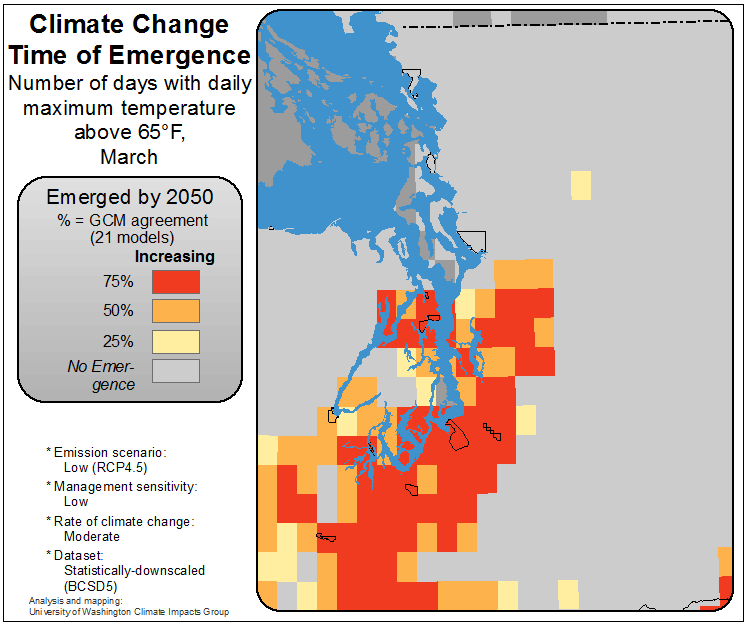 Climate Change
Time of Emergence
Number of days with daily
maximum temperature
above 65°F,
March
Emerged by 2050
% = GCM agreement
(21 models)
Increasing
75%
50%
25%
No Emer-
gence
* Emission scenario:
Low (RCP4.5)
* Management sensitivity:
Low
* Rate of climate change:
Moderate
* Dataset:
Statistically-downscaled
(BCSD5)
Analysis and mapping:
University of Washington Climate Impacts Group